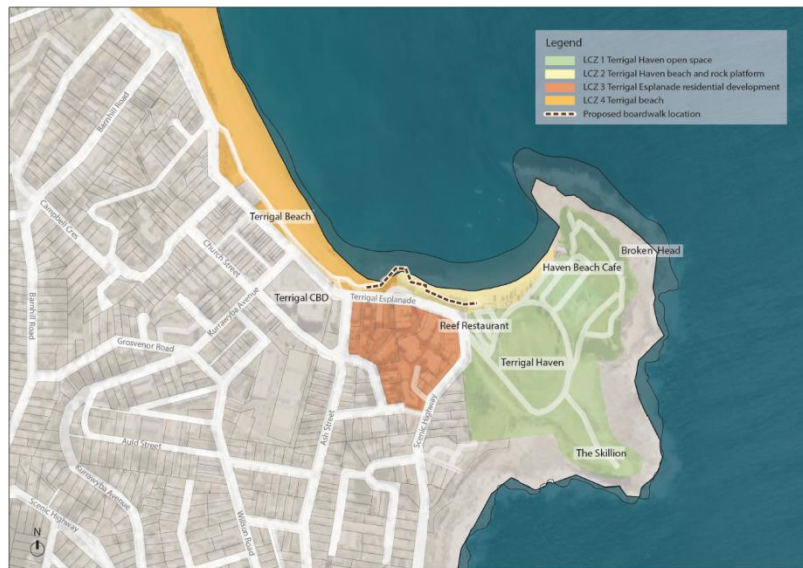 Legend
LCZ 1 Terrigal Haven open space
LCZ 2 Terrigal Haven beach and rock platform
LCZ 3 Terrigal Esplanade residential development
LCZ 4 Terrigal beach
Proposed boardwalk location
Barnhill Road
Campbell Cres
Terrigal Beach
Church Street
Kurrawyba Avenue
Terrigal CBD
Terrigal Esplanade
Broken Head
Haven Beach Cafe
Reef Restaurant
Barnhill Road
Grosvenor Road
Terrigal Haven
Ash Street
Scenic Highway
Auld Street
Kurrawyba Avenue
The Skillion
Scenic Highway
Willson Road
N